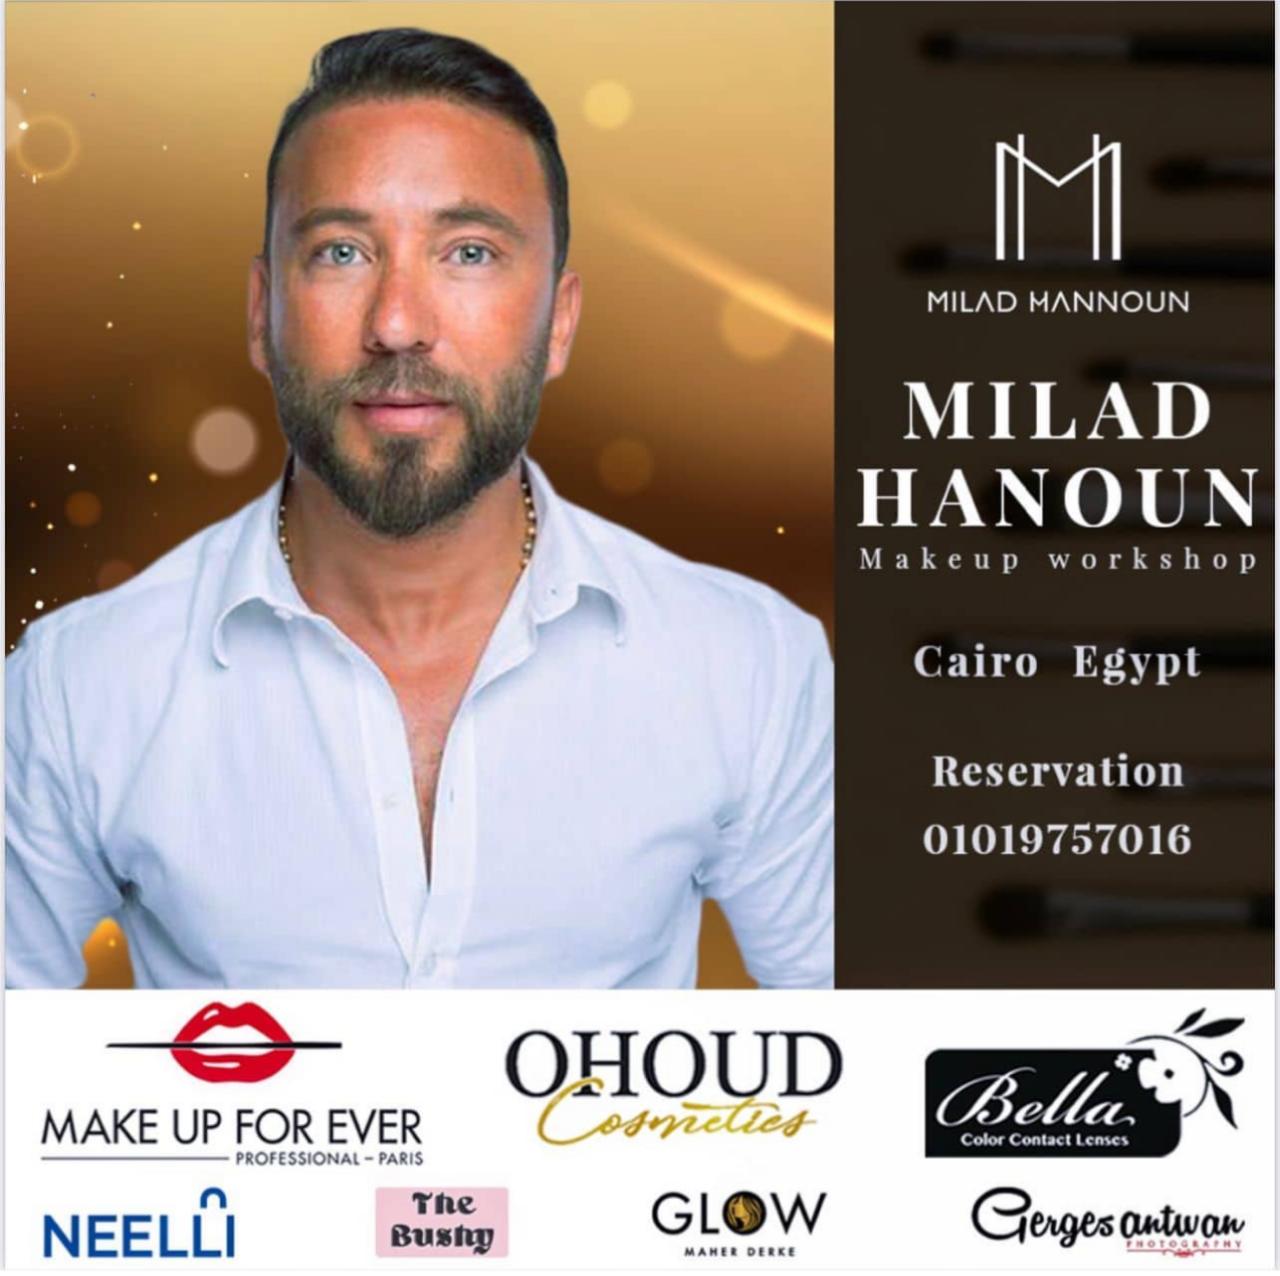 MILAD HANNOUN
MILAD
HANOUN
Makeup workshop
Cairo Egypt
Reservation
01019757016
MAKE UP FOR EVER
PROFESSIONAL – PARIS
OHOUD
Cosmetics
Bella
Color Contact Lenses
NEELLI
The
Bushy
GLOW
MAHER DERKE
Gerges antwan
PHOTOGRAPHY